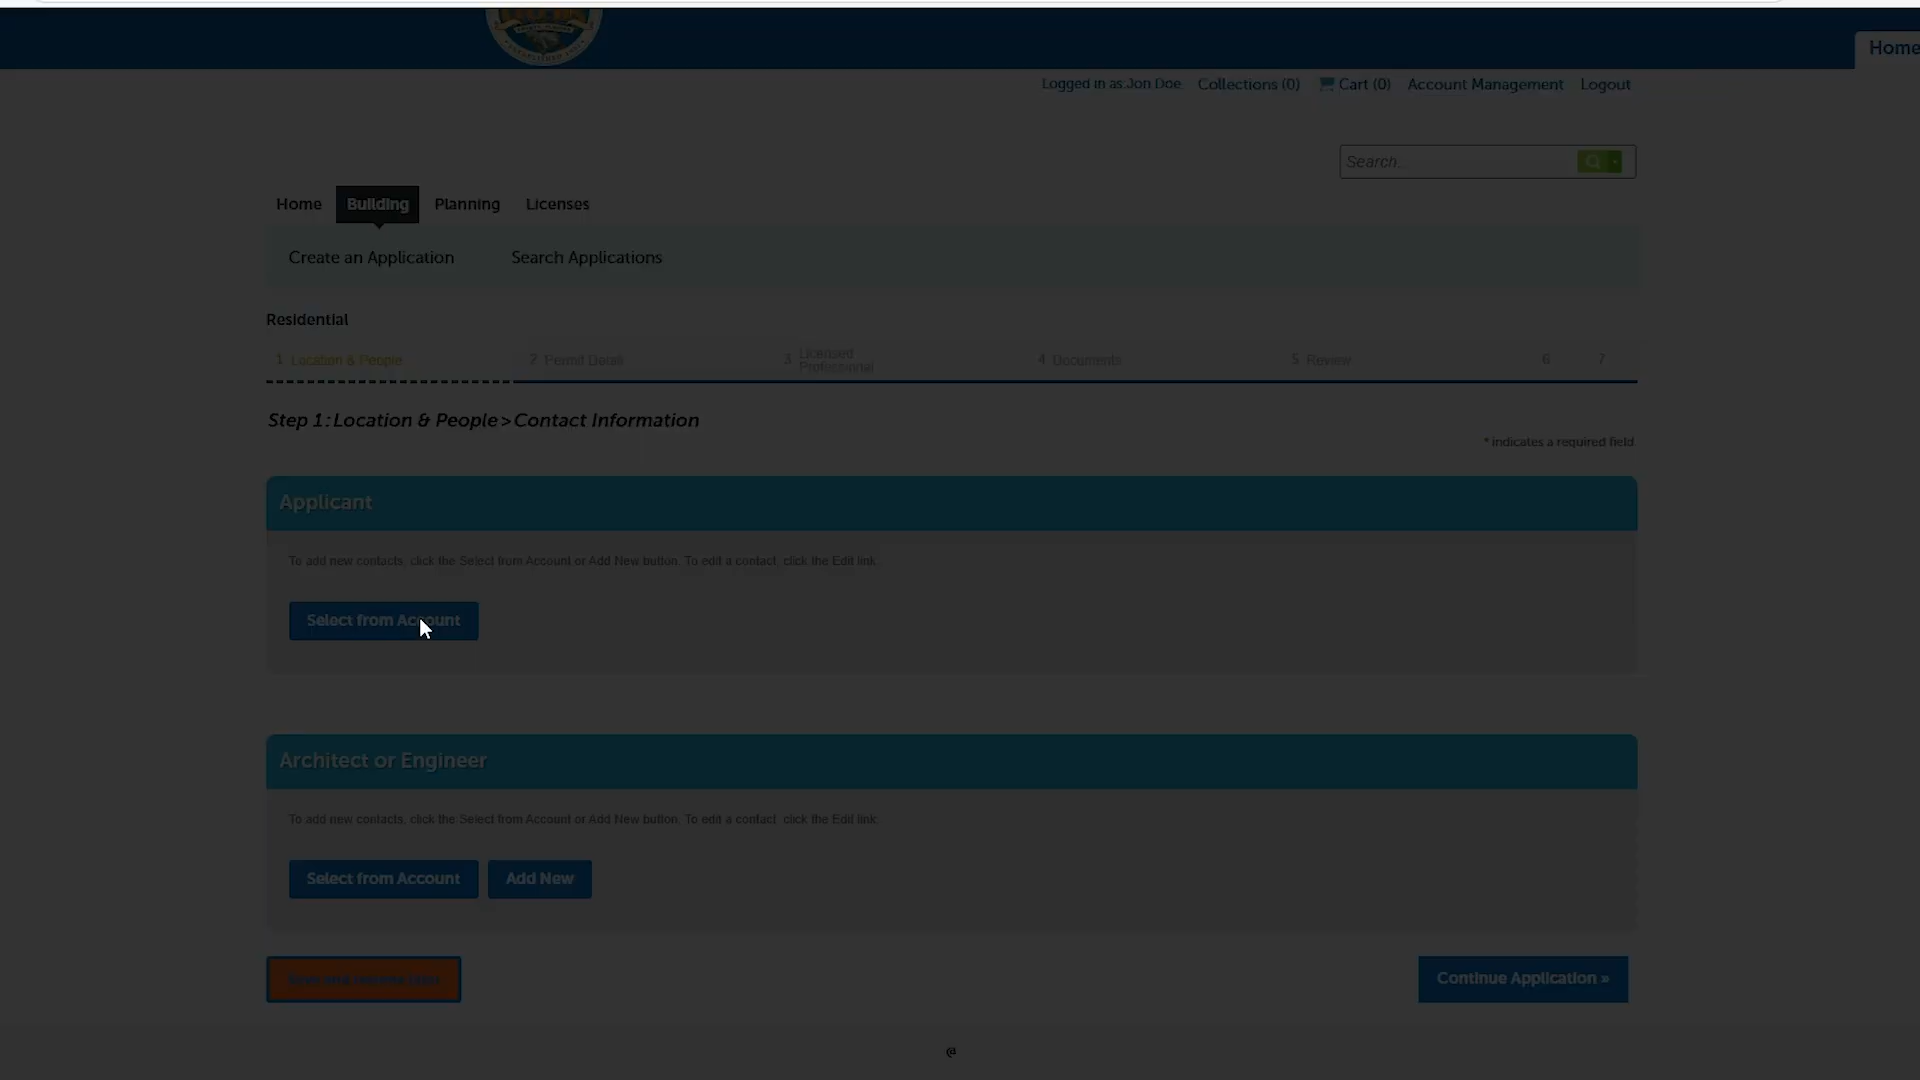 Home
Logged in as:Jon Doe Collections (0) Cart (0) Account Management Logout
Search...
Home Building Planning Licenses
Create an Application Search Applications
Residential
1 Location & People 2 Permit Detail 3 Licensed Professional 4 Documents 5 Review 6 7
Step 1: Location & People > Contact Information
* indicates a required field
Applicant
To add new contacts, click the Select from Account or Add New button. To edit a contact, click the Edit link.
Select from Account
Architect or Engineer
To add new contacts, click the Select from Account or Add New button. To edit a contact, click the Edit link.
Select from Account Add New
Save and resume later Continue Application »
@